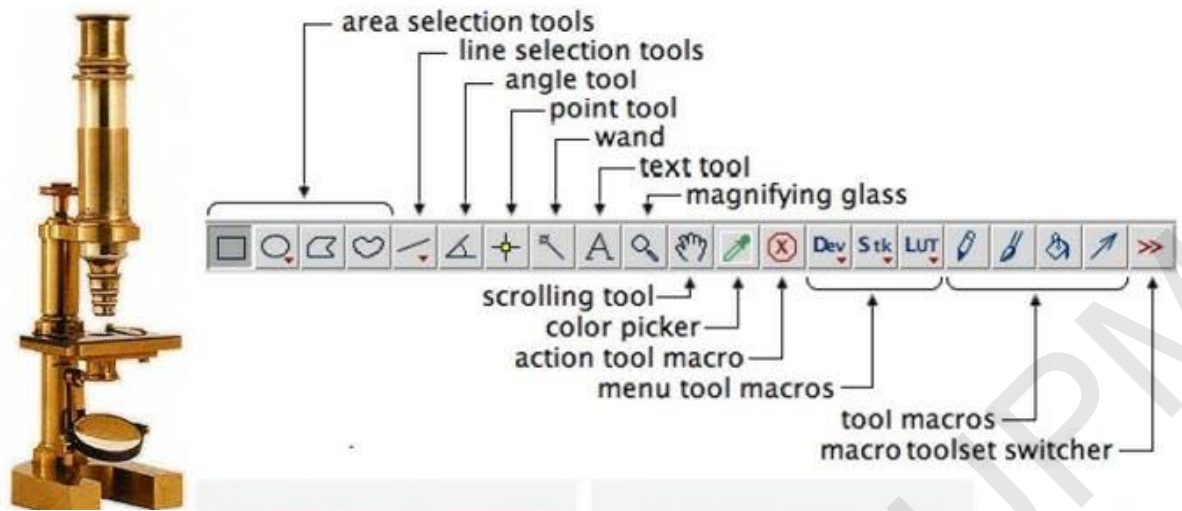 area selection tools
line selection tools
angle tool
point tool
wand
text tool
magnifying glass
A Dev Stk LUT >>
scrolling tool
color picker
action tool macro
menu tool macros
tool macros
macro toolset switcher
UPM